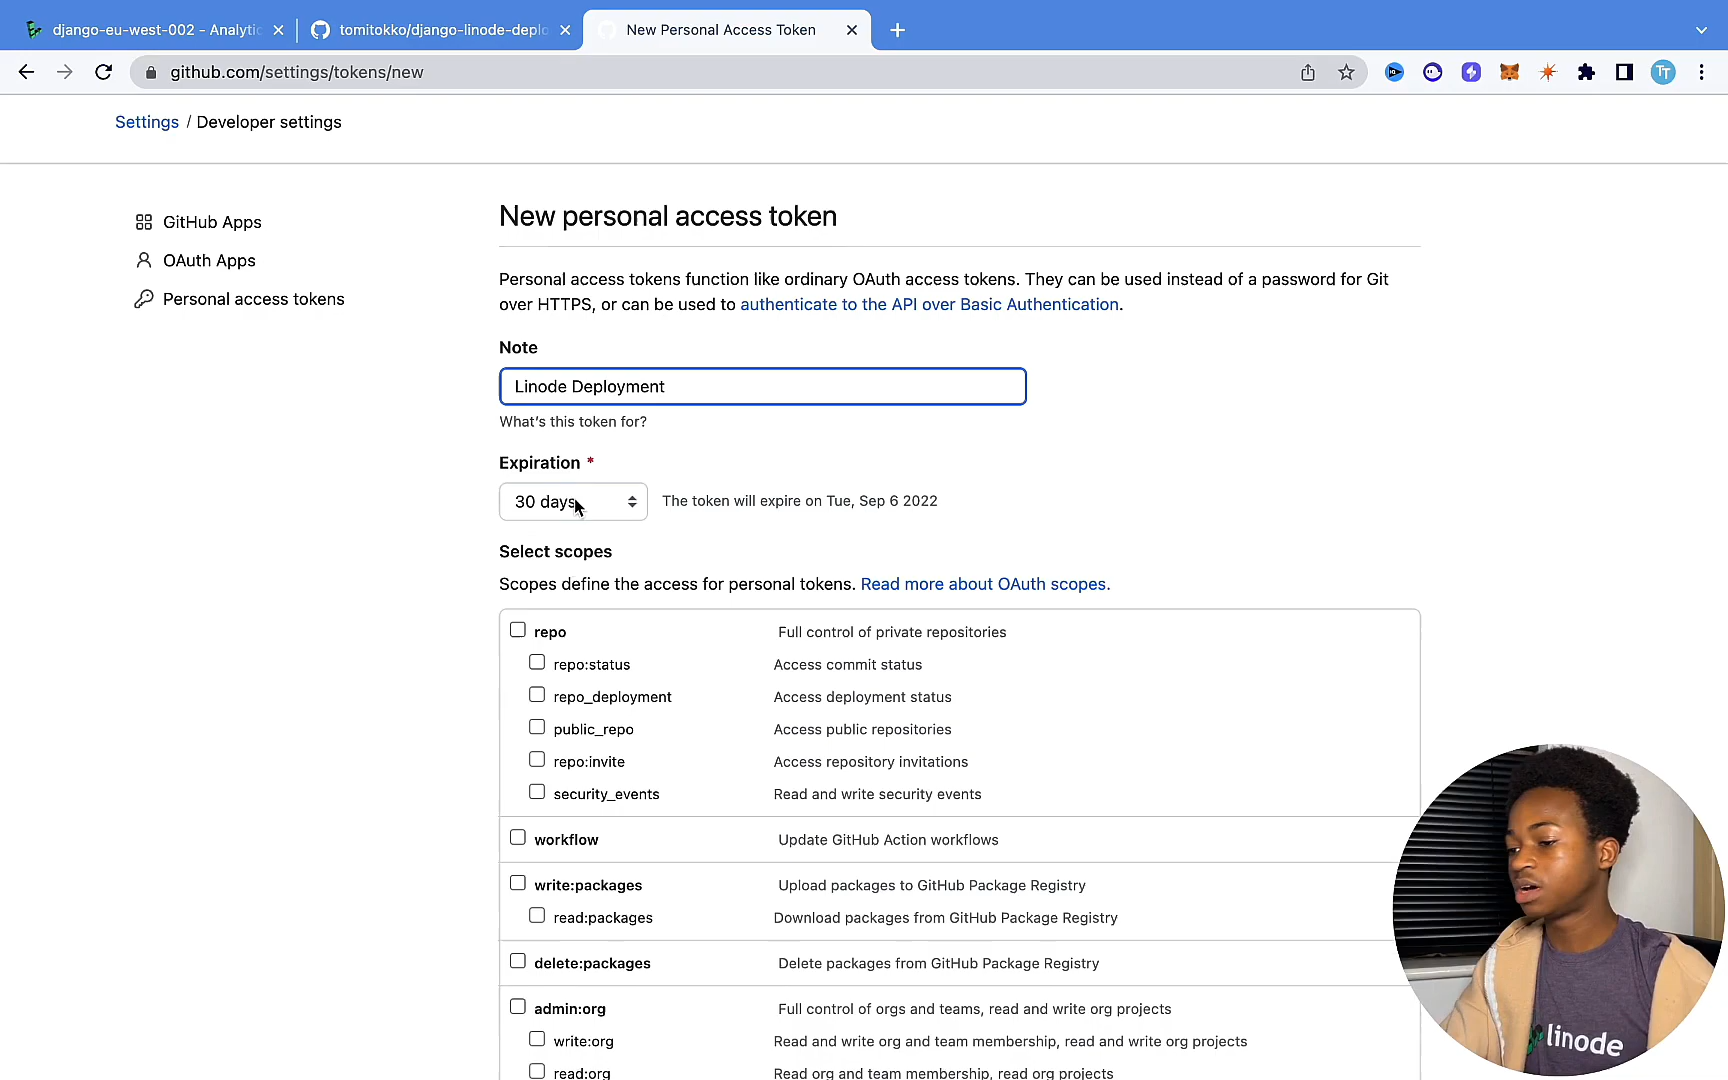 django-eu-west-002 - Analytic
tomitokko/django-linode-deplo
New Personal Access Token
github.com/settings/tokens/new
TT
Settings / Developer settings
GitHub Apps
OAuth Apps
Personal access tokens
New personal access token
Personal access tokens function like ordinary OAuth access tokens. They can be used instead of a password for Git
over HTTPS, or can be used to authenticate to the API over Basic Authentication.
Note
Linode Deployment
What's this token for?
Expiration *
30 days The token will expire on Tue, Sep 6 2022
Select scopes
Scopes define the access for personal tokens. Read more about OAuth scopes.
repo Full control of private repositories
repo:status Access commit status
repo_deployment Access deployment status
public_repo Access public repositories
repo:invite Access repository invitations
security_events Read and write security events
workflow Update GitHub Action workflows
write:packages Upload packages to GitHub Package Registry
read:packages Download packages from GitHub Package Registry
delete:packages Delete packages from GitHub Package Registry
admin:org Full control of orgs and teams, read and write org projects
write:org Read and write org and team membership, read and write org projects
read:org Read org and team membership, read org projects
linode